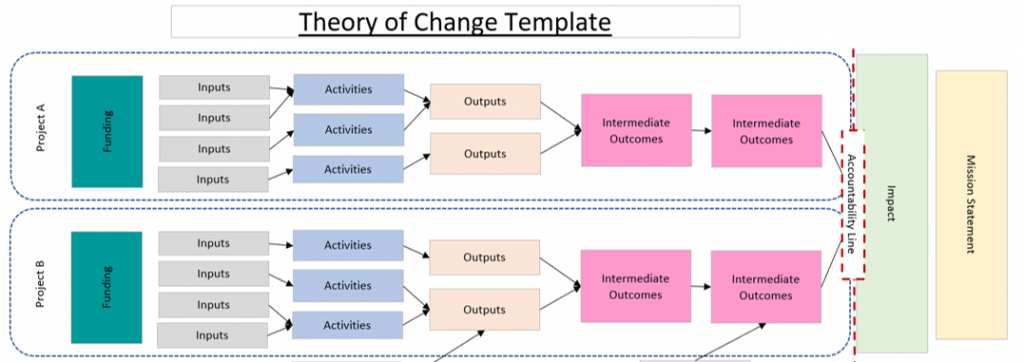 Theory of Change Template
Project A
Funding
Inputs
Inputs
Inputs
Inputs
Activities
Activities
Activities
Outputs
Outputs
Intermediate
Outcomes
Intermediate
Outcomes
Project B
Funding
Inputs
Inputs
Inputs
Inputs
Activities
Activities
Activities
Outputs
Outputs
Intermediate
Outcomes
Intermediate
Outcomes
Accountability Line
Impact
Mission Statement